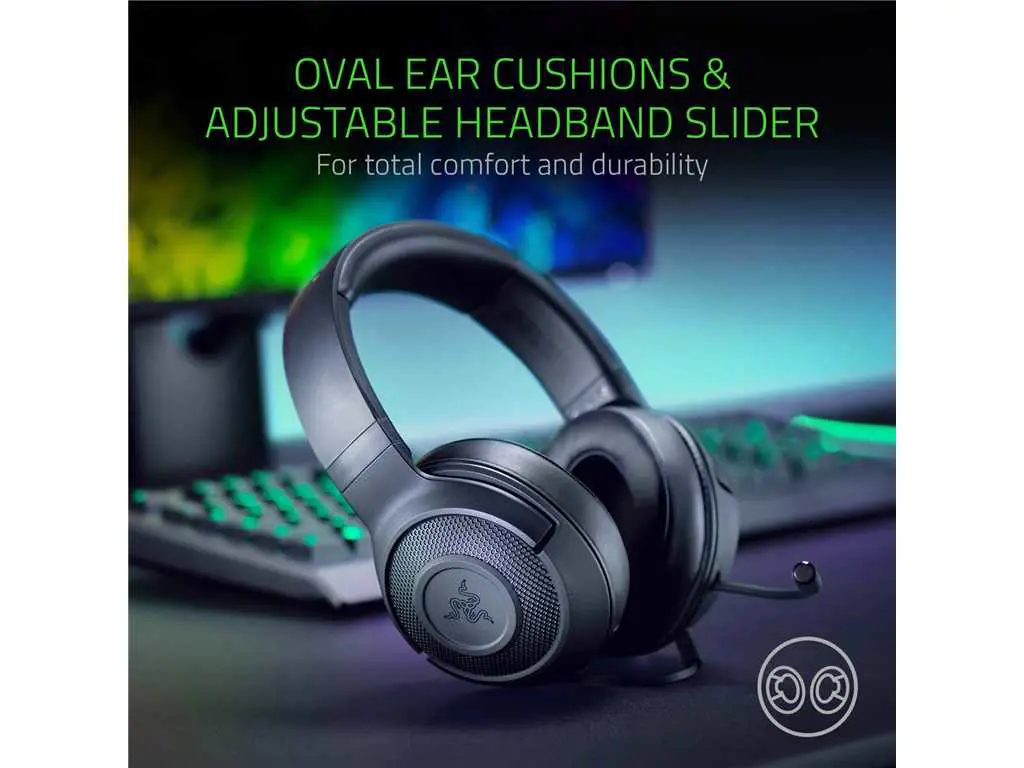 OVAL EAR CUSHIONS &
ADJUSTABLE HEADBAND SLIDER
For total comfort and durability